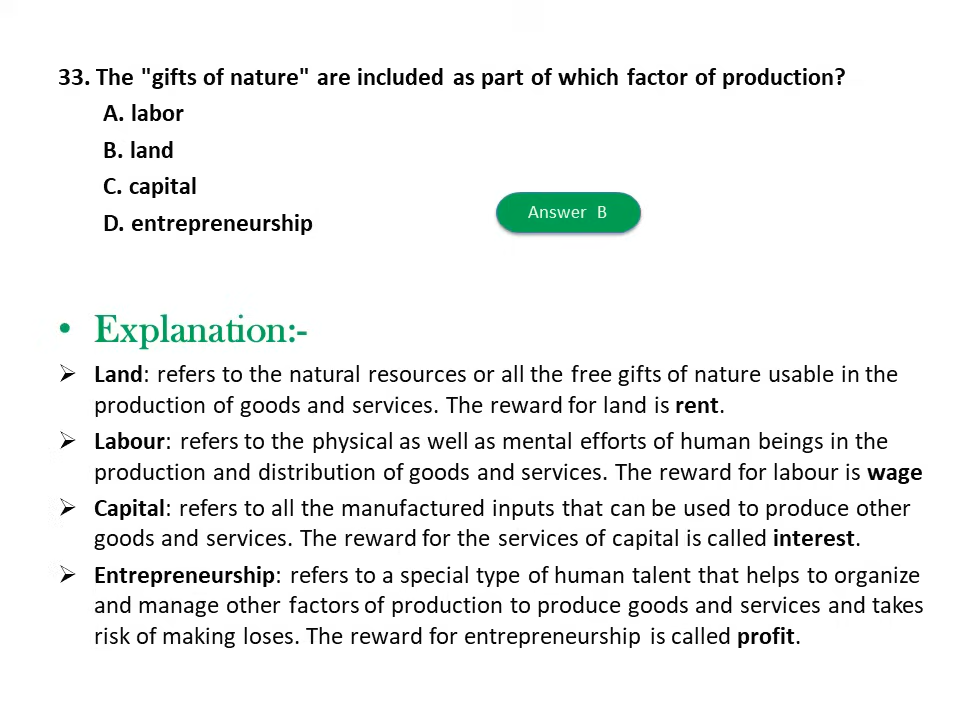 33. The "gifts of nature" are included as part of which factor of production?
A. labor
B. land
C. capital
D. entrepreneurship
Answer B
• Explanation:-
➢ Land: refers to the natural resources or all the free gifts of nature usable in the
production of goods and services. The reward for land is rent.
➢ Labour: refers to the physical as well as mental efforts of human beings in the
production and distribution of goods and services. The reward for labour is wage
➢ Capital: refers to all the manufactured inputs that can be used to produce other
goods and services. The reward for the services of capital is called interest.
➢ Entrepreneurship: refers to a special type of human talent that helps to organize
and manage other factors of production to produce goods and services and takes
risk of making loses. The reward for entrepreneurship is called profit.